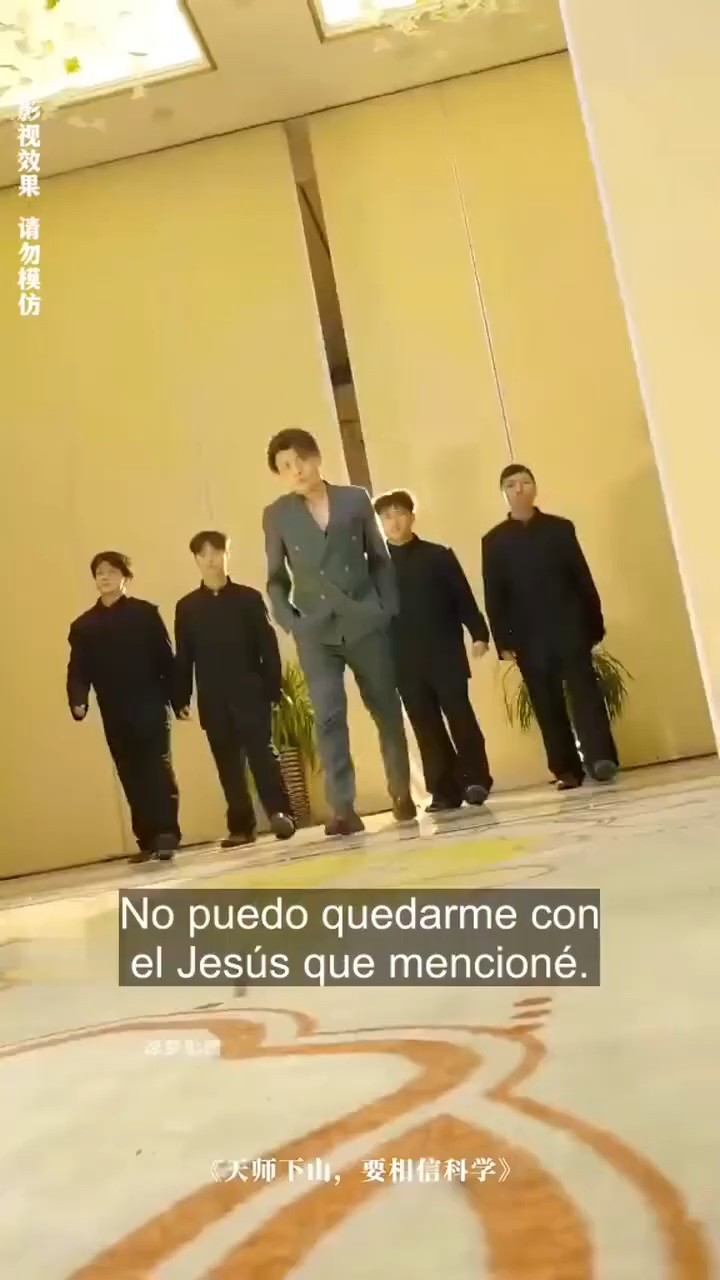 影视效果 请勿模仿
No puedo quedarme con
el Jesús que mencioné.
《天师下山，要相信科学》